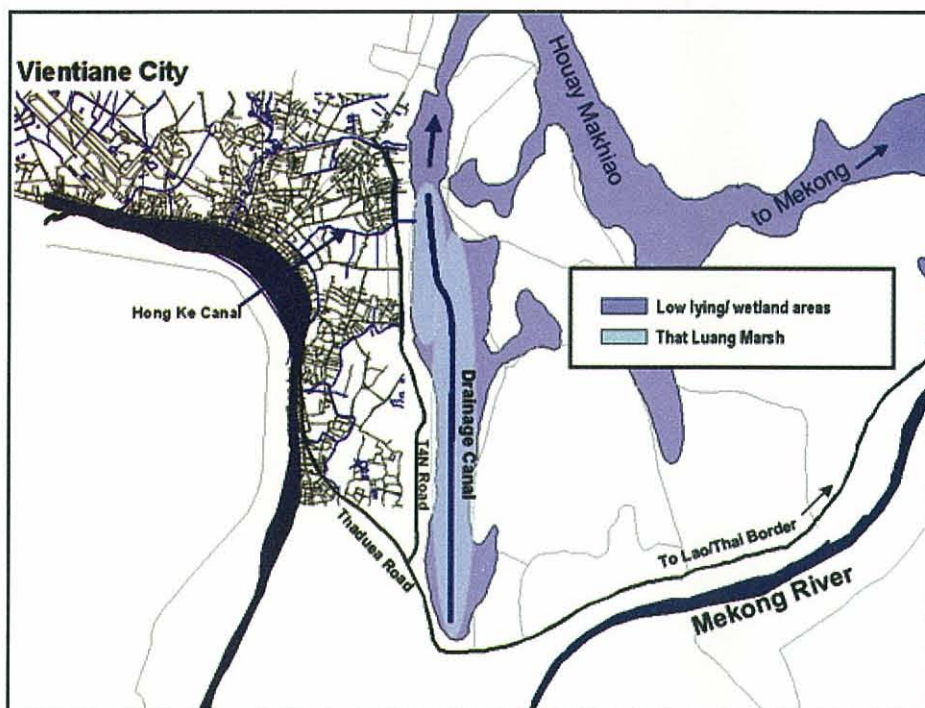 Vientiane City
Houay Makhiao
to Mekong
Hong Ke Canal
Low lying/ wetland areas
That Luang Marsh
Drainage Canal
T4N Road
Thaduea Road
To Lao/Thai Border
Mekong River